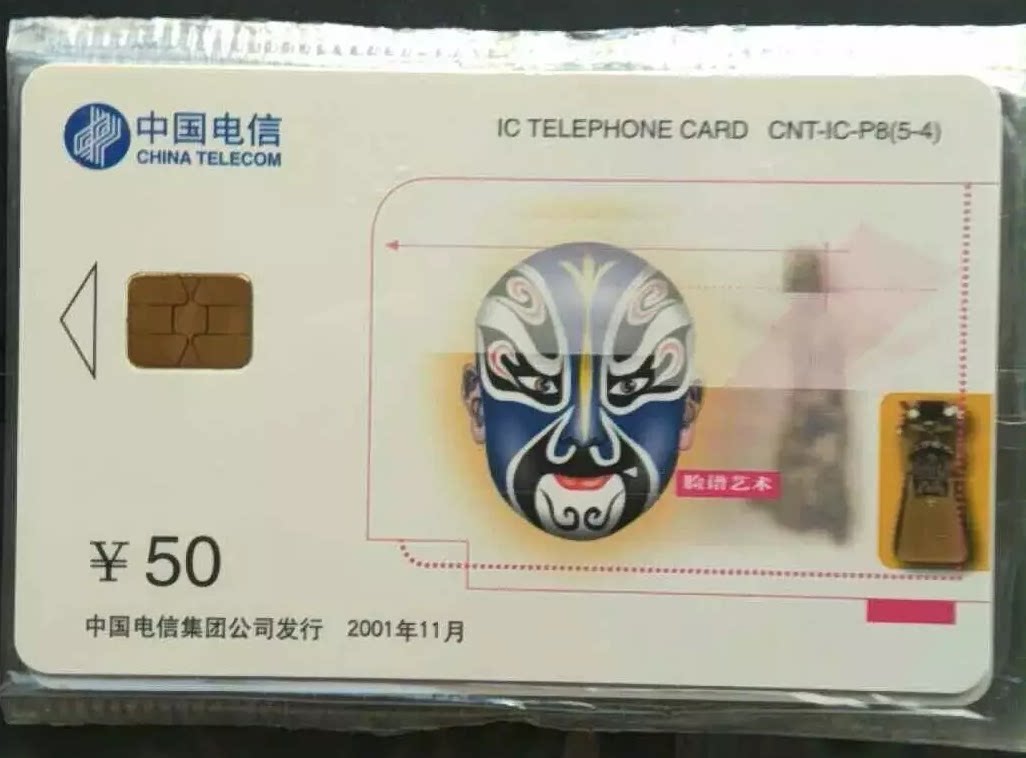 中国电信
CHINA TELECOM
IC TELEPHONE CARD CNT-IC-P8(5-4)
脸谱艺术
¥ 50
中国电信集团公司发行 2001年11月